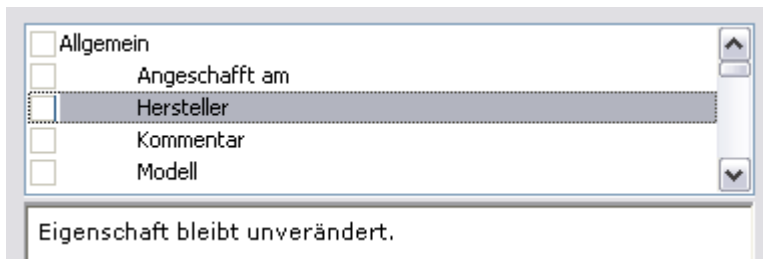 Allgemein
Angeschafft am
Hersteller
Kommentar
Modell
Eigenschaft bleibt unverändert.